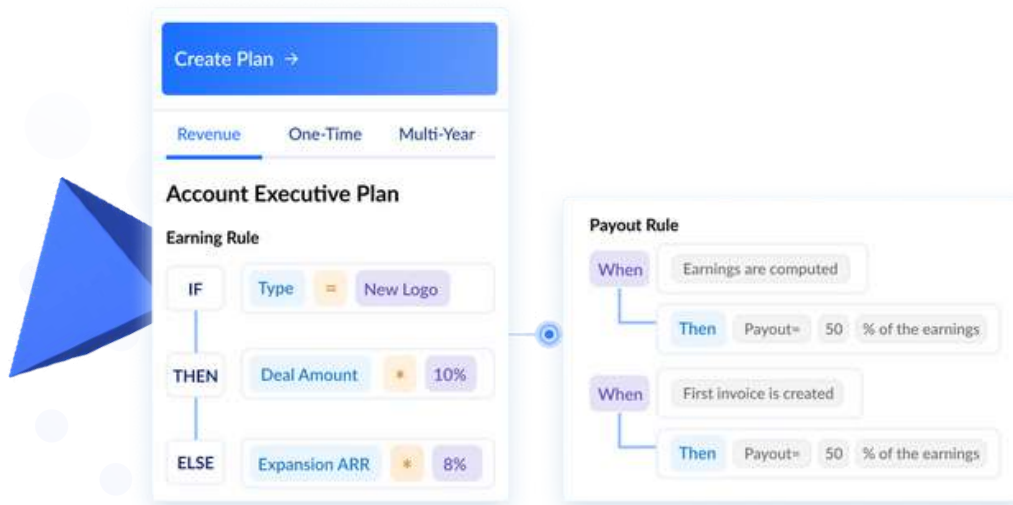 Create Plan →
Revenue One-Time Multi-Year
Account Executive Plan
Earning Rule
IF Type = New Logo
THEN Deal Amount * 10%
ELSE Expansion ARR * 8%
Payout Rule
When Earnings are computed
Then Payout= 50 % of the earnings
When First invoice is created
Then Payout= 50 % of the earnings